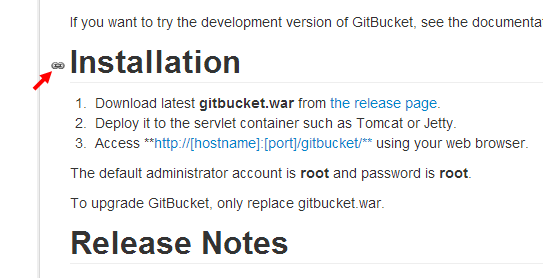 If you want to try the development version of GitBucket, see the documenta
Installation
1. Download latest gitbucket.war from the release page.
2. Deploy it to the servlet container such as Tomcat or Jetty.
3. Access **http://[hostname]:[port]/gitbucket/** using your web browser.
The default administrator account is root and password is root.
To upgrade GitBucket, only replace gitbucket.war.
Release Notes